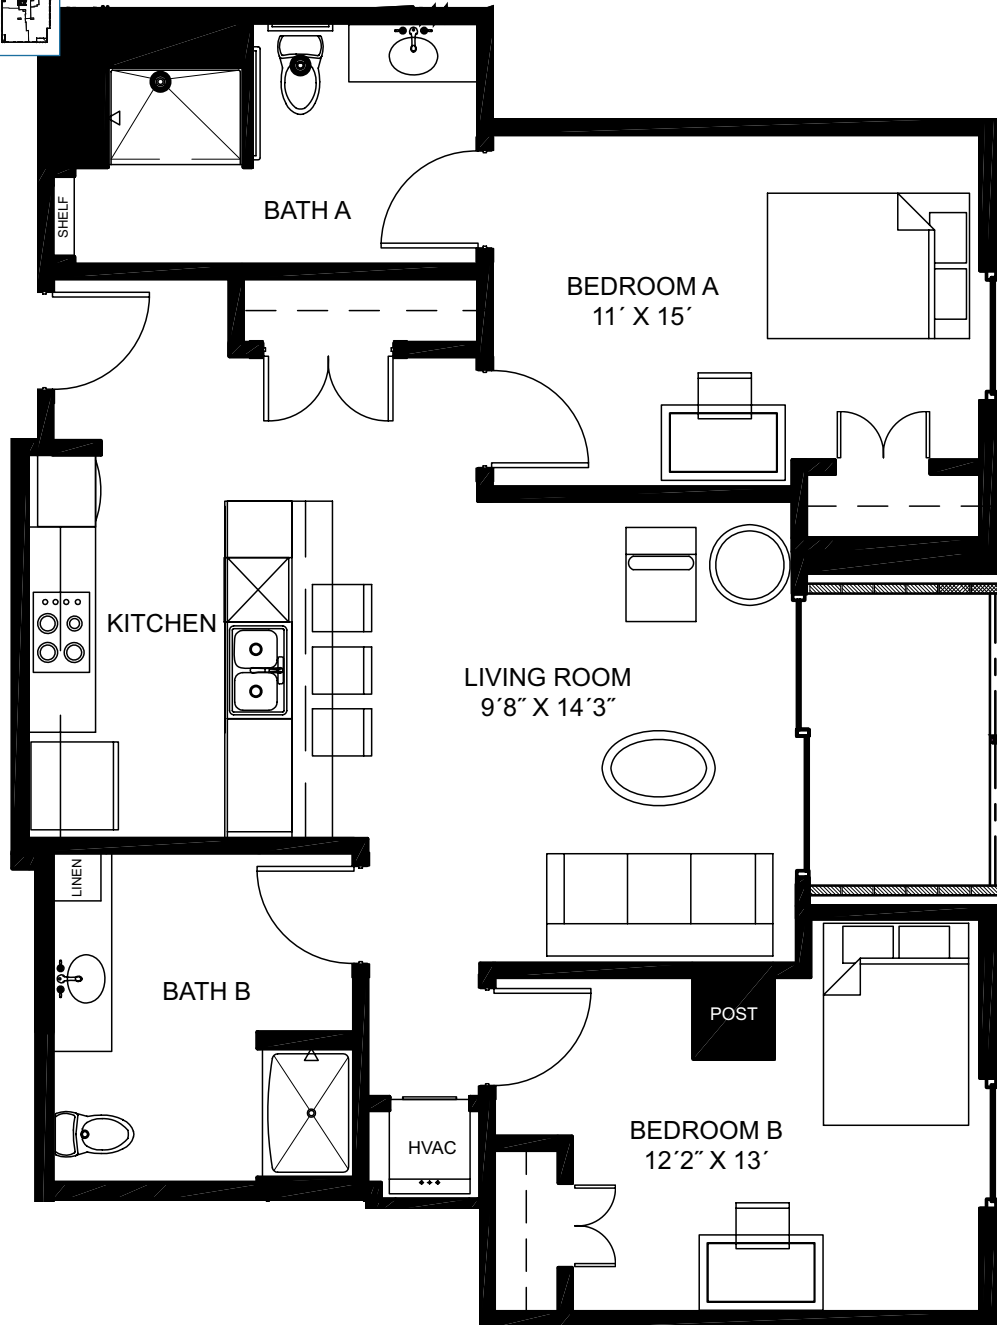 SHELF
BATH A
BEDROOM A
11´ X 15´
KITCHEN
LIVING ROOM
9´8˝ X 14´3˝
LINEN
BATH B
POST
HVAC
BEDROOM B
12´2˝ X 13´